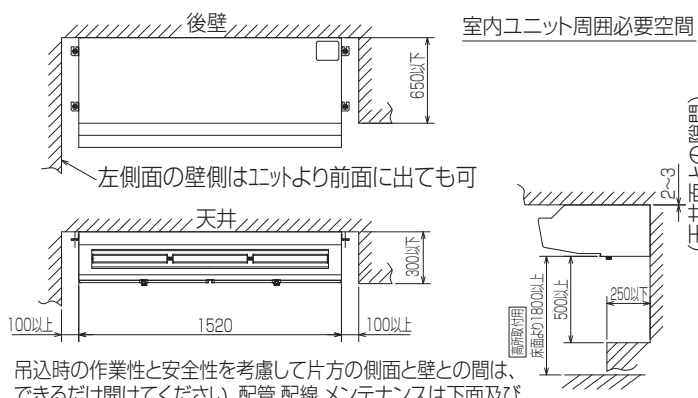 後壁
室内ユニット周囲必要空間
650以下
左側面の壁側はユニットより前面に出ても可
天井
300以下
100以上
1520
100以上
2~3
高所取付用
床面より1800以上
500以上
250以下
吊込時の作業性と安全性を考慮して片方の側面と壁との間は、
できるだけ開けてください。配管,配線,メンテナンスは下面及び